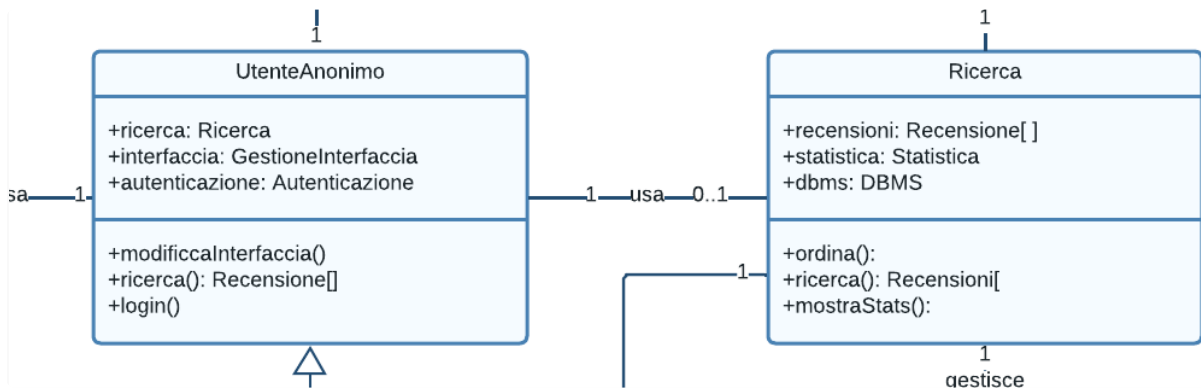 1
UtenteAnonimo
+ricerca: Ricerca
+interfaccia: GestioneInterfaccia
+autenticazione: Autenticazione
+modificcaInterfaccia()
+ricerca(): Recensione[]
+login()
sa 1
1 usa 0..1
1
Ricerca
+recensioni: Recensione[ ]
+statistica: Statistica
+dbms: DBMS
+ordina():
+ricerca(): Recensioni[
+mostraStats():
1
1
gestisce